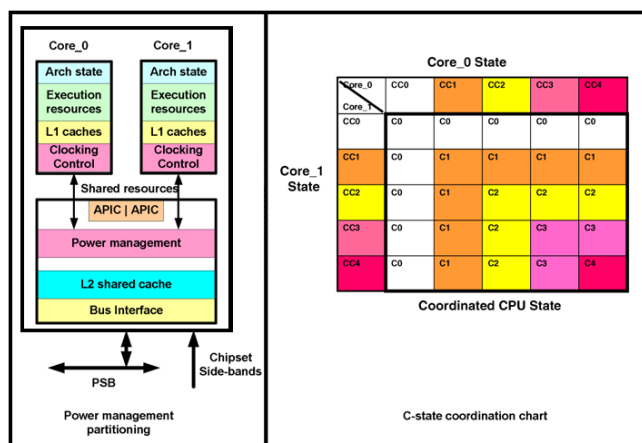 Core_0 Core_1
Arch state Arch state
Execution Execution
resources resources
L1 caches L1 caches
Clocking Clocking
Control Control
Shared resources
APIC | APIC
Power management
L2 shared cache
Bus Interface
PSB
Chipset
Side-bands
Power management
partitioning
Core_0 State
Core_0 CC0 CC1 CC2 CC3 CC4
Core_1
CC0 C0 C0 C0 C0 C0
Core_1
State
CC1 C0 C1 C1 C1 C1
CC2 C0 C1 C2 C2 C2
CC3 C0 C1 C2 C3 C3
CC4 C0 C1 C2 C3 C4
Coordinated CPU State
C-state coordination chart